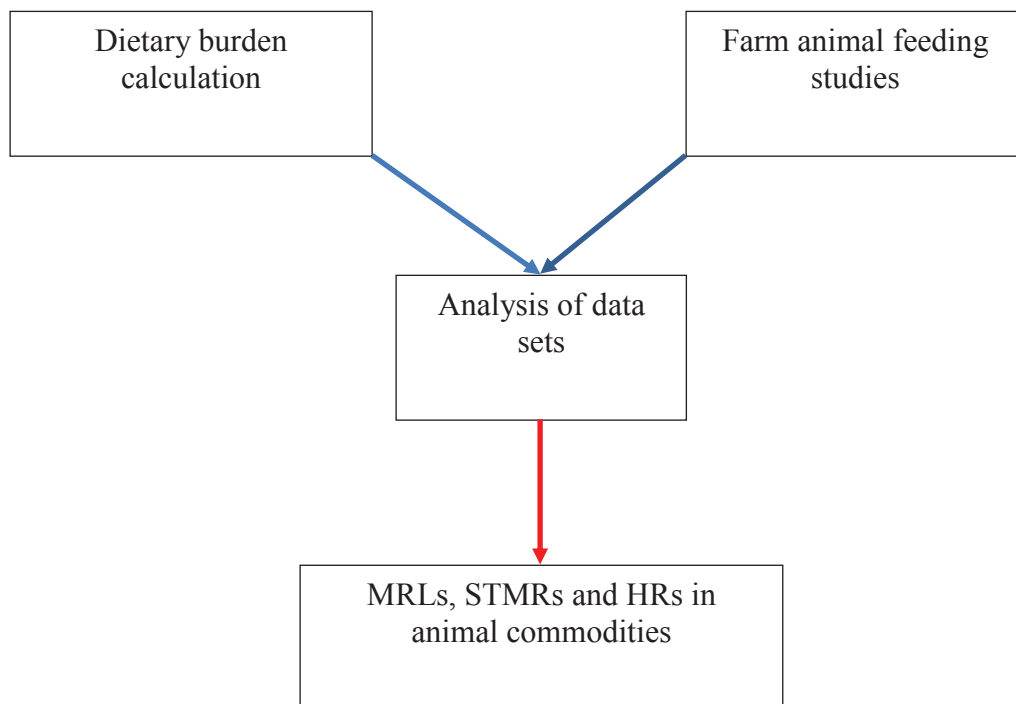 Dietary burden
calculation
Farm animal feeding
studies
Analysis of data
sets
MRLs, STMRs and HRs in
animal commodities